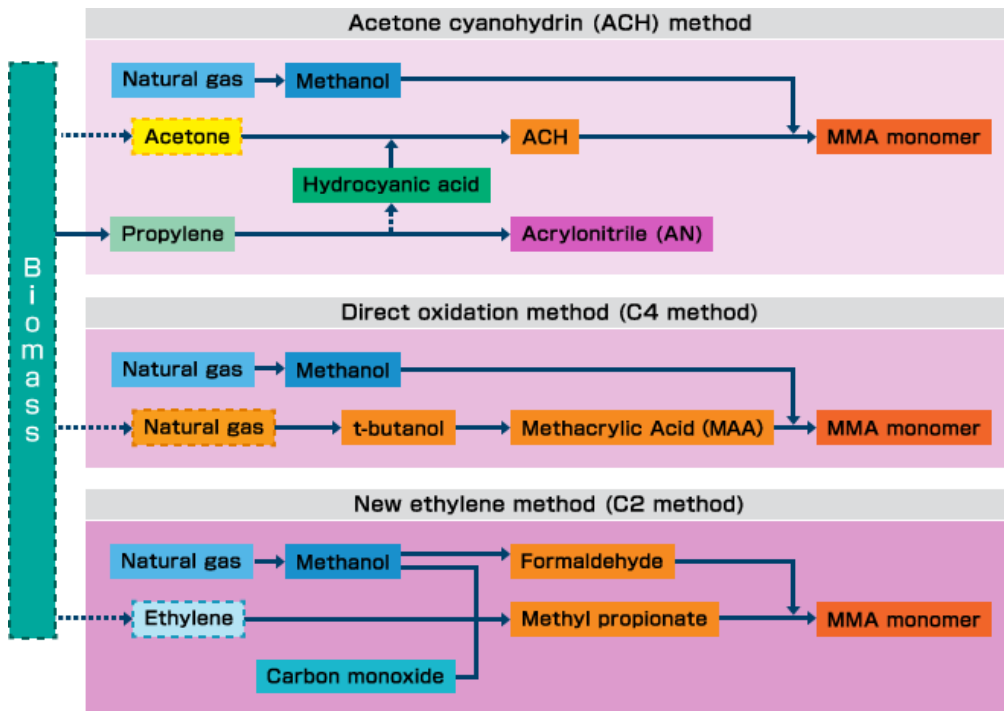 Biomass
Acetone cyanohydrin (ACH) method
Natural gas
Methanol
Acetone
ACH
MMA monomer
Hydrocyanic acid
Propylene
Acrylonitrile (AN)
Direct oxidation method (C4 method)
Natural gas
Methanol
Natural gas
t-butanol
Methacrylic Acid (MAA)
MMA monomer
New ethylene method (C2 method)
Natural gas
Methanol
Formaldehyde
Ethylene
Methyl propionate
MMA monomer
Carbon monoxide